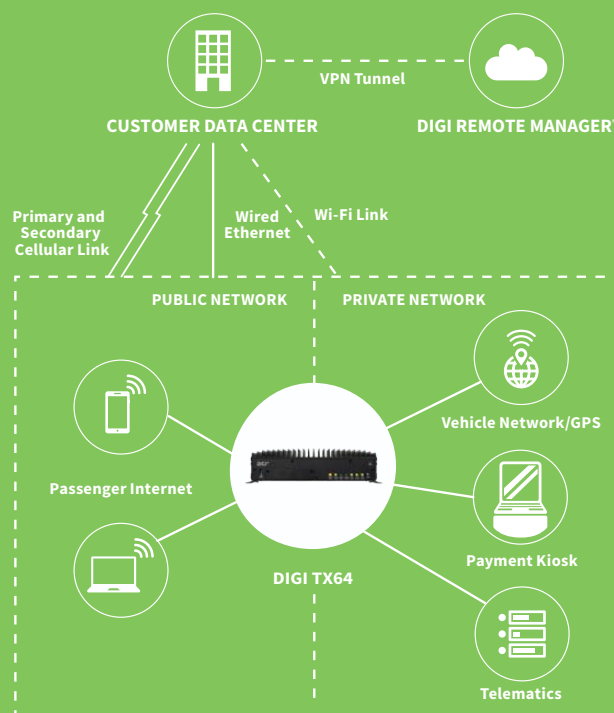 VPN Tunnel
CUSTOMER DATA CENTER
DIGI REMOTE MANAGER
Primary and
Secondary
Cellular Link
Wired
Ethernet
Wi-Fi Link
PUBLIC NETWORK
PRIVATE NETWORK
Vehicle Network/GPS
Passenger Internet
Payment Kiosk
DIGI TX64
Telematics